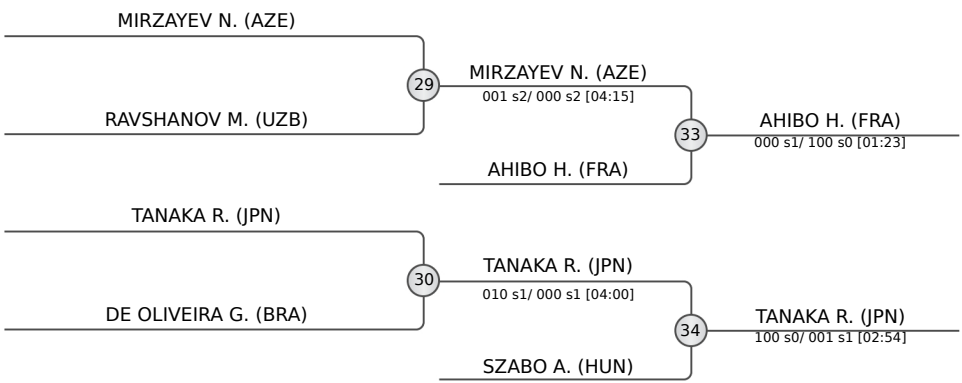 MIRZAYEV N. (AZE)
29
RAVSHANOV M. (UZB)
MIRZAYEV N. (AZE)
001 s2/ 000 s2 [04:15]
33
AHIBO H. (FRA)
AHIBO H. (FRA)
000 s1/ 100 s0 [01:23]
TANAKA R. (JPN)
30
DE OLIVEIRA G. (BRA)
TANAKA R. (JPN)
010 s1/ 000 s1 [04:00]
34
SZABO A. (HUN)
TANAKA R. (JPN)
100 s0/ 001 s1 [02:54]